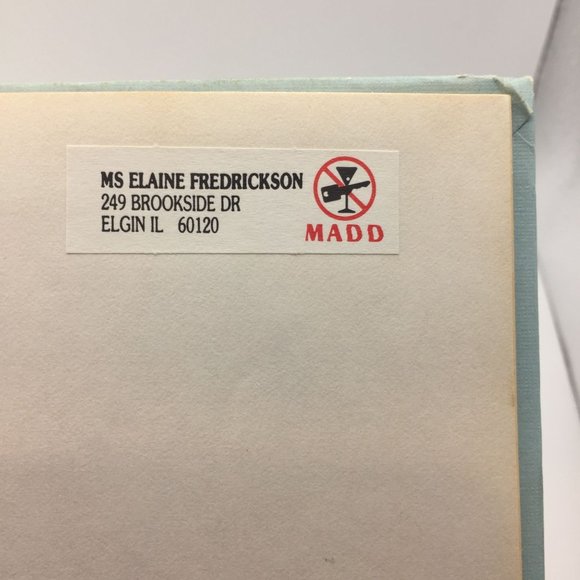 MS ELAINE FREDRICKSON
249 BROOKSIDE DR
ELGIN IL 60120
MADD